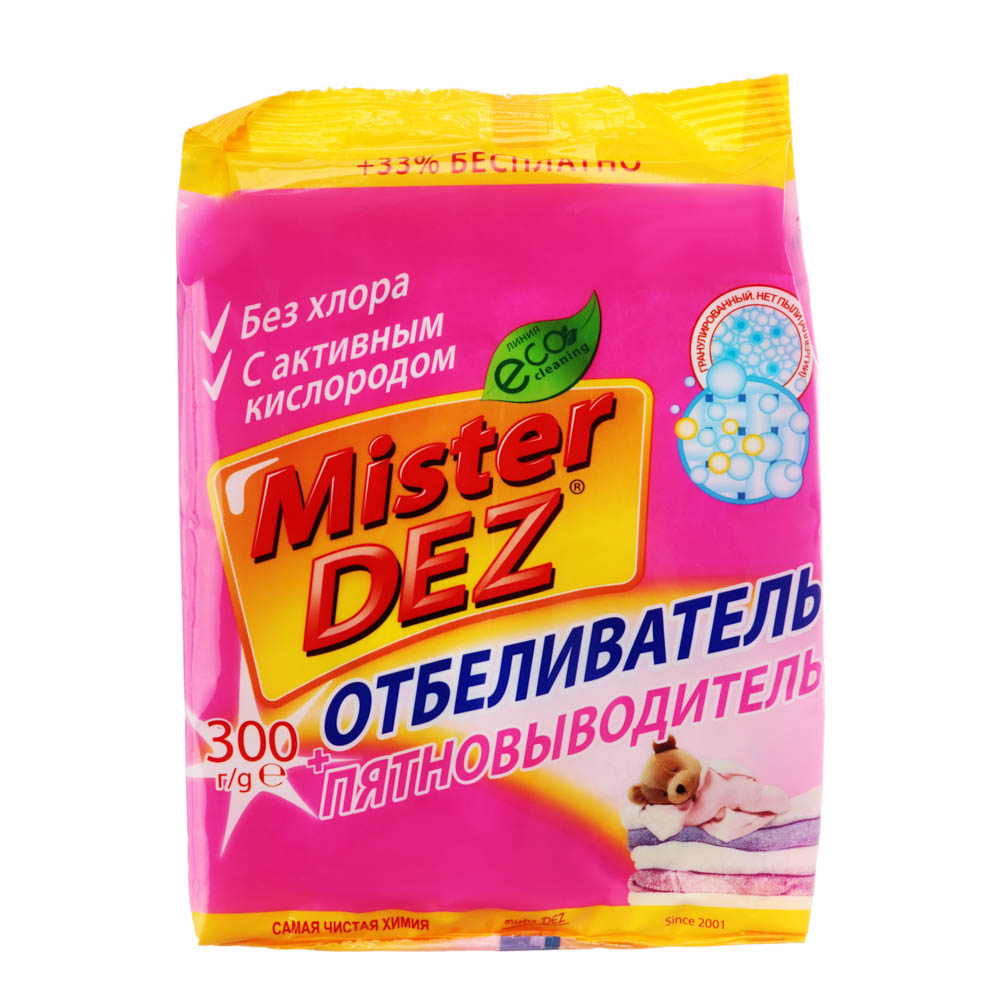 +33% БЕСПЛАТНО
Без хлора
С активным
кислородом
ЛИНИЯ
eco
cleaning
ГРАНУЛИРОВАННЫЙ. НЕТ ПЫЛИ (АЛЛЕРГИИ)
Mister
DEZ®
ОТБЕЛИВАТЕЛЬ
+ПЯТНОВЫВОДИТЕЛЬ
300
г/g e
САМАЯ ЧИСТАЯ ХИМИЯ
Mister DEZ
Since 2001